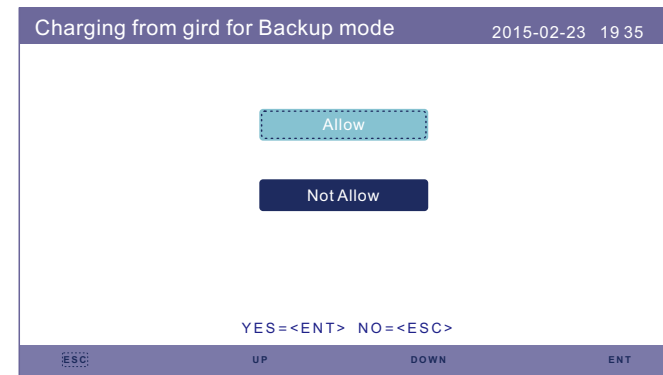 Charging from gird for Backup mode 2015-02-23 19 35
Allow
Not Allow
YES=<ENT> NO=<ESC>
ESC UP DOWN ENT